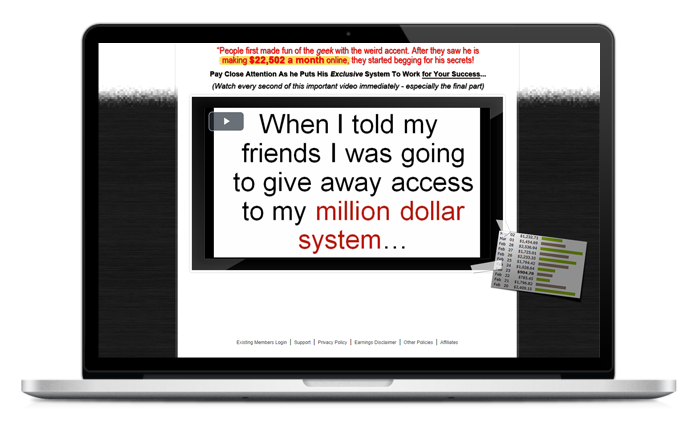 "People first made fun of the geek with the weird accent. After they saw he is
making $22,502 a month online, they started begging for his secrets!
Pay Close Attention As he Puts His Exclusive System To Work for Your Success...
(Watch every second of this important video immediately - especially the final part)
When I told my
friends I was going
to give away access
to my million dollar
system...
Existing Members Login | Support | Privacy Policy | Earnings Disclaimer | Other Policies | Affiliates